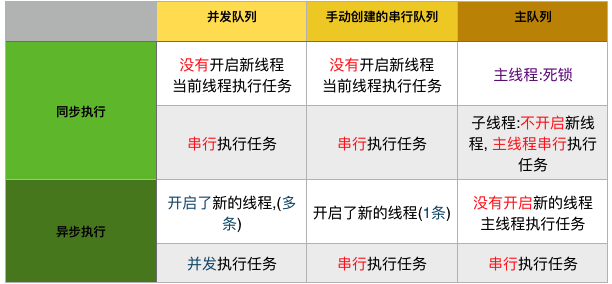 并发队列
手动创建的串行队列
主队列
同步执行
没有开启新线程
当前线程执行任务
没有开启新线程
当前线程执行任务
主线程:死锁
串行执行任务
串行执行任务
子线程:不开启新线
程, 主线程串行执行
任务
异步执行
开启了新的线程,(多
条)
开启了新的线程(1条)
没有开启新的线程
主线程执行任务
并发执行任务
串行执行任务
串行执行任务